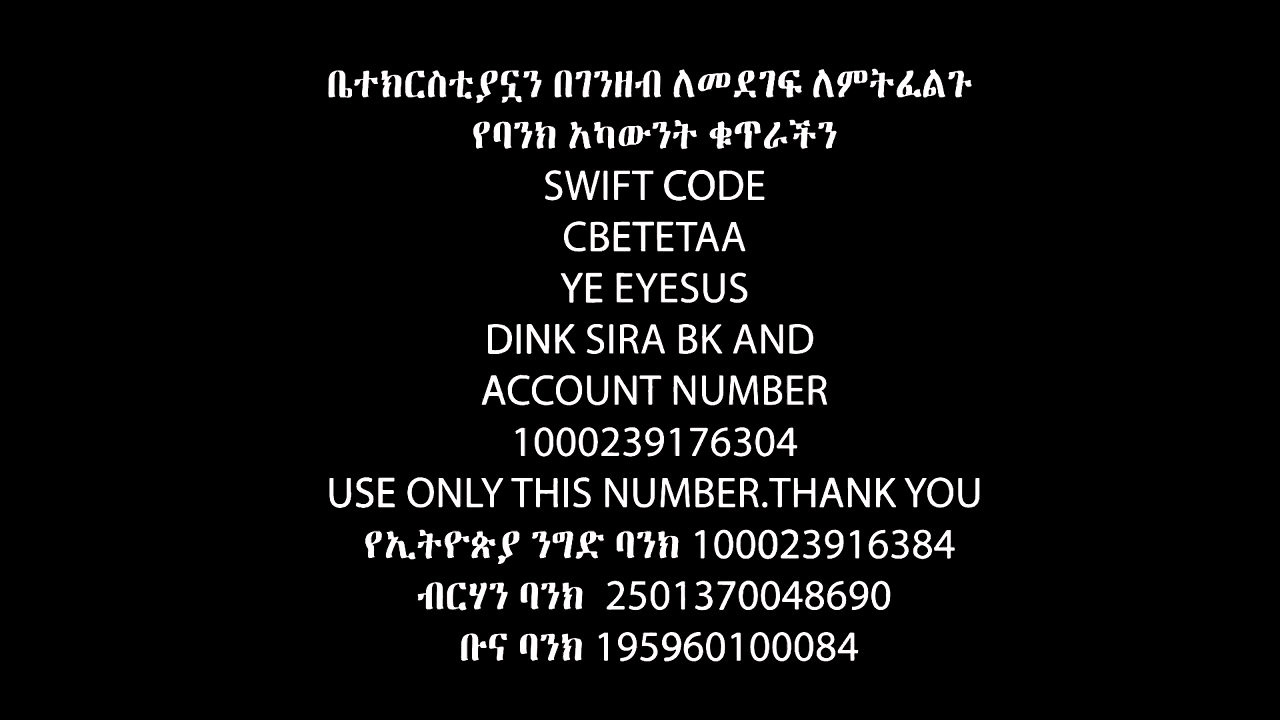 ቤተክርስቲያኗን በገንዘብ ለመደገፍ ለምትፈልጉ
የባንክ አካውንት ቁጥራችን
SWIFT CODE
CBETETAA
YE EYESUS
DINK SIRA BK AND
ACCOUNT NUMBER
1000239176304
USE ONLY THIS NUMBER.THANK YOU
የኢትዮጵያ ንግድ ባንክ 100023916384
ብርሃን ባንክ 2501370048690
ቡና ባንክ 195960100084